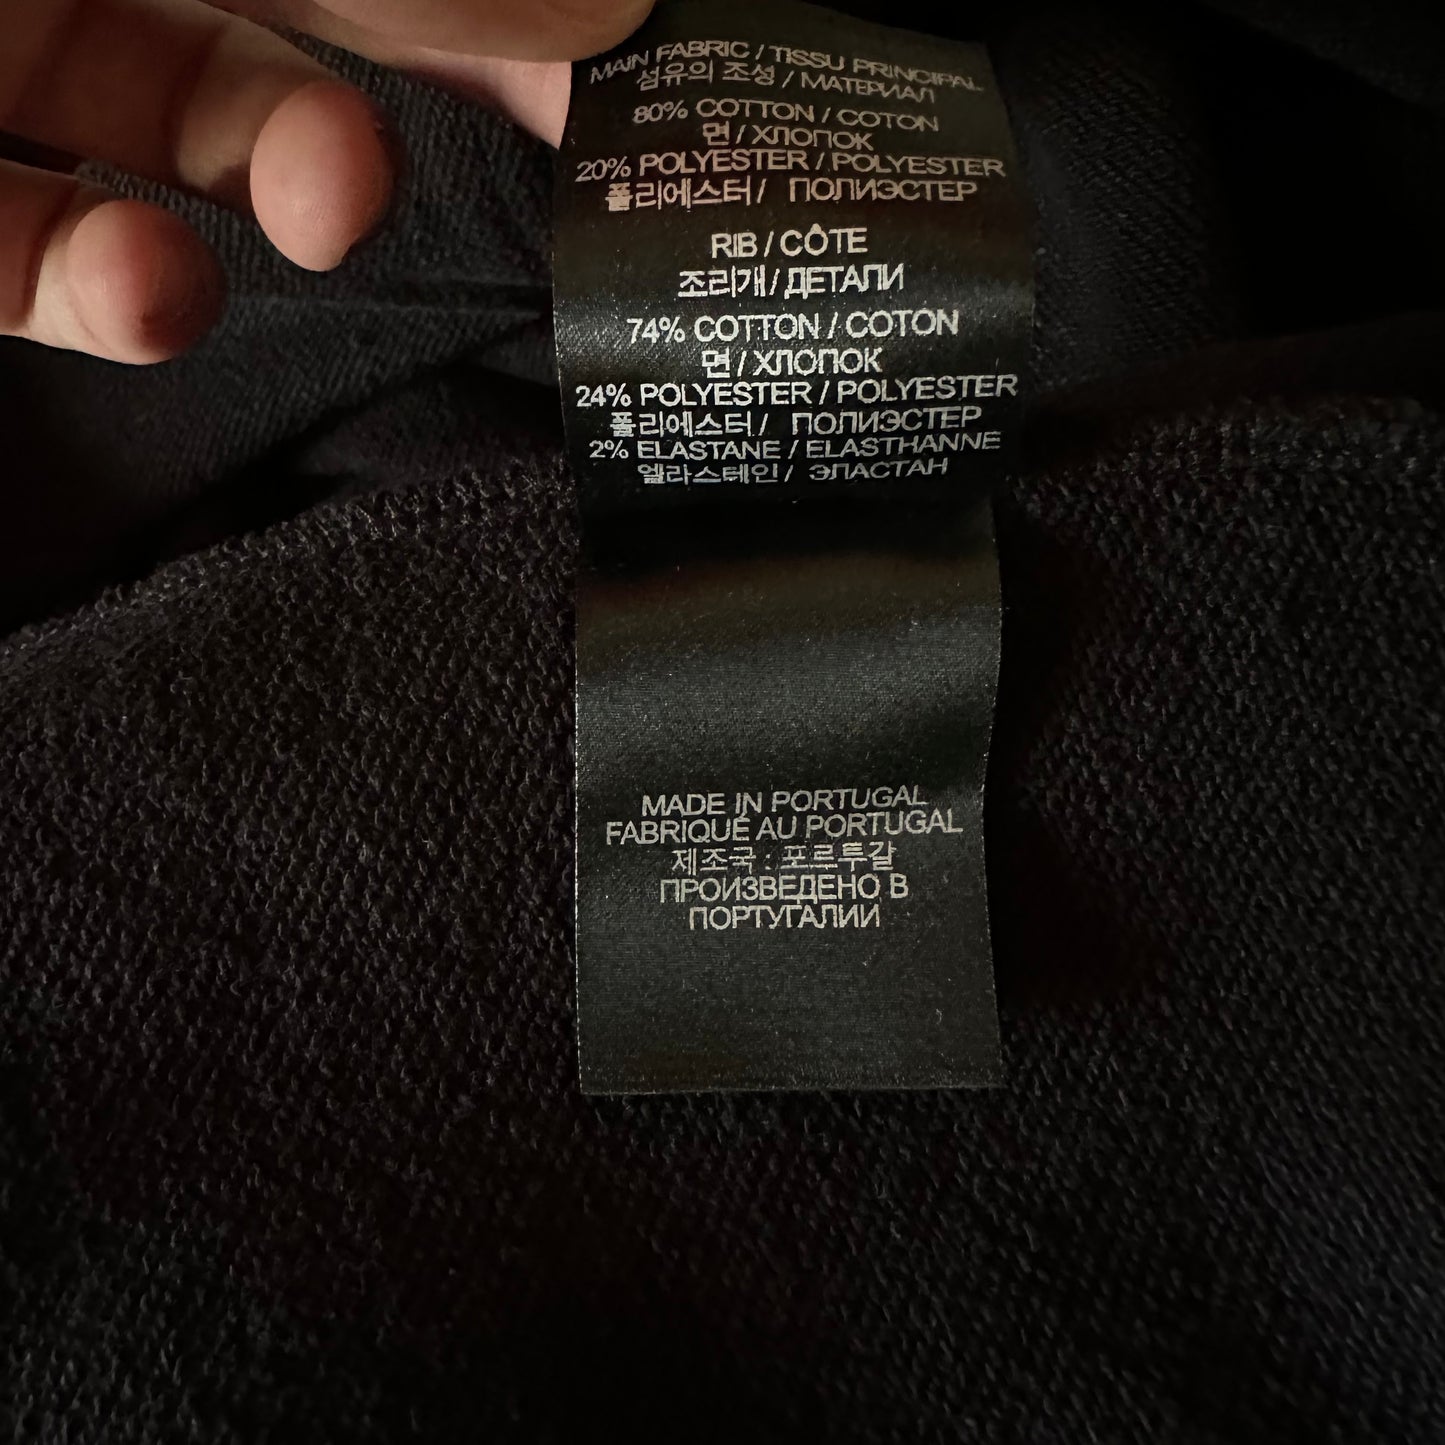 MAIN FABRIC / TISSU PRINCIPAL
섬유의 조성 / МАТЕРИАЛ
80% COTTON / COTON
면 / ХЛОПОК
20% POLYESTER / POLYESTER
폴리에스터 / ПОЛИЭСТЕР
RIB / CÔTE
조리개 / ДЕТАЛИ
74% COTTON / COTON
면 / ХЛОПОК
24% POLYESTER / POLYESTER
폴리에스터 / ПОЛИЭСТЕР
2% ELASTANE / ELASTHANNE
엘라스테인 / ЭЛАСТАН
MADE IN PORTUGAL
FABRIQUÉ AU PORTUGAL
제조국 : 포르투갈
ПРОИЗВЕДЕНО В
ПОРТУГАЛИИ